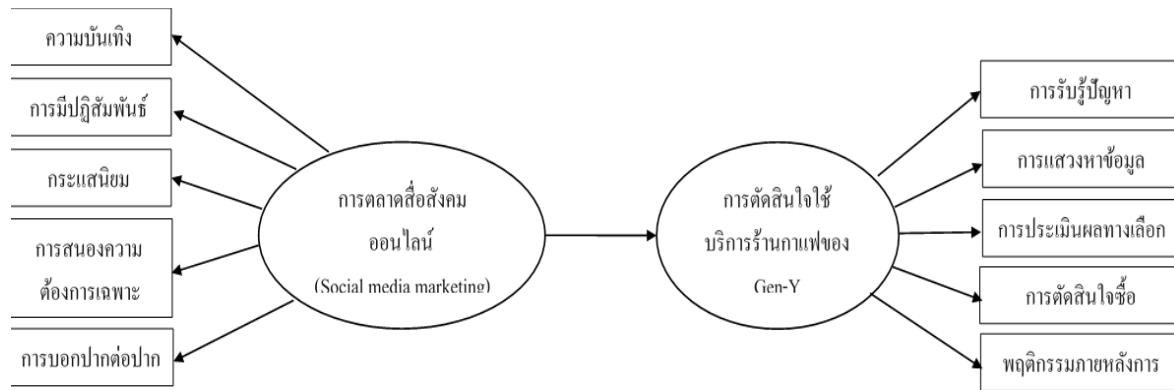 ความบันเทิง
การมีปฏิสัมพันธ์
กระแสนิยม
การสนองความ
ต้องการเฉพาะ
การบอกปากต่อปาก
การตลาดสื่อสังคม
ออนไลน์
(Social media marketing)
การตัดสินใจใช้
บริการร้านกาแฟของ
Gen-Y
การรับรู้ปัญหา
การแสวงหาข้อมูล
การประเมินผลทางเลือก
การตัดสินใจซื้อ
พฤติกรรมภายหลังการ